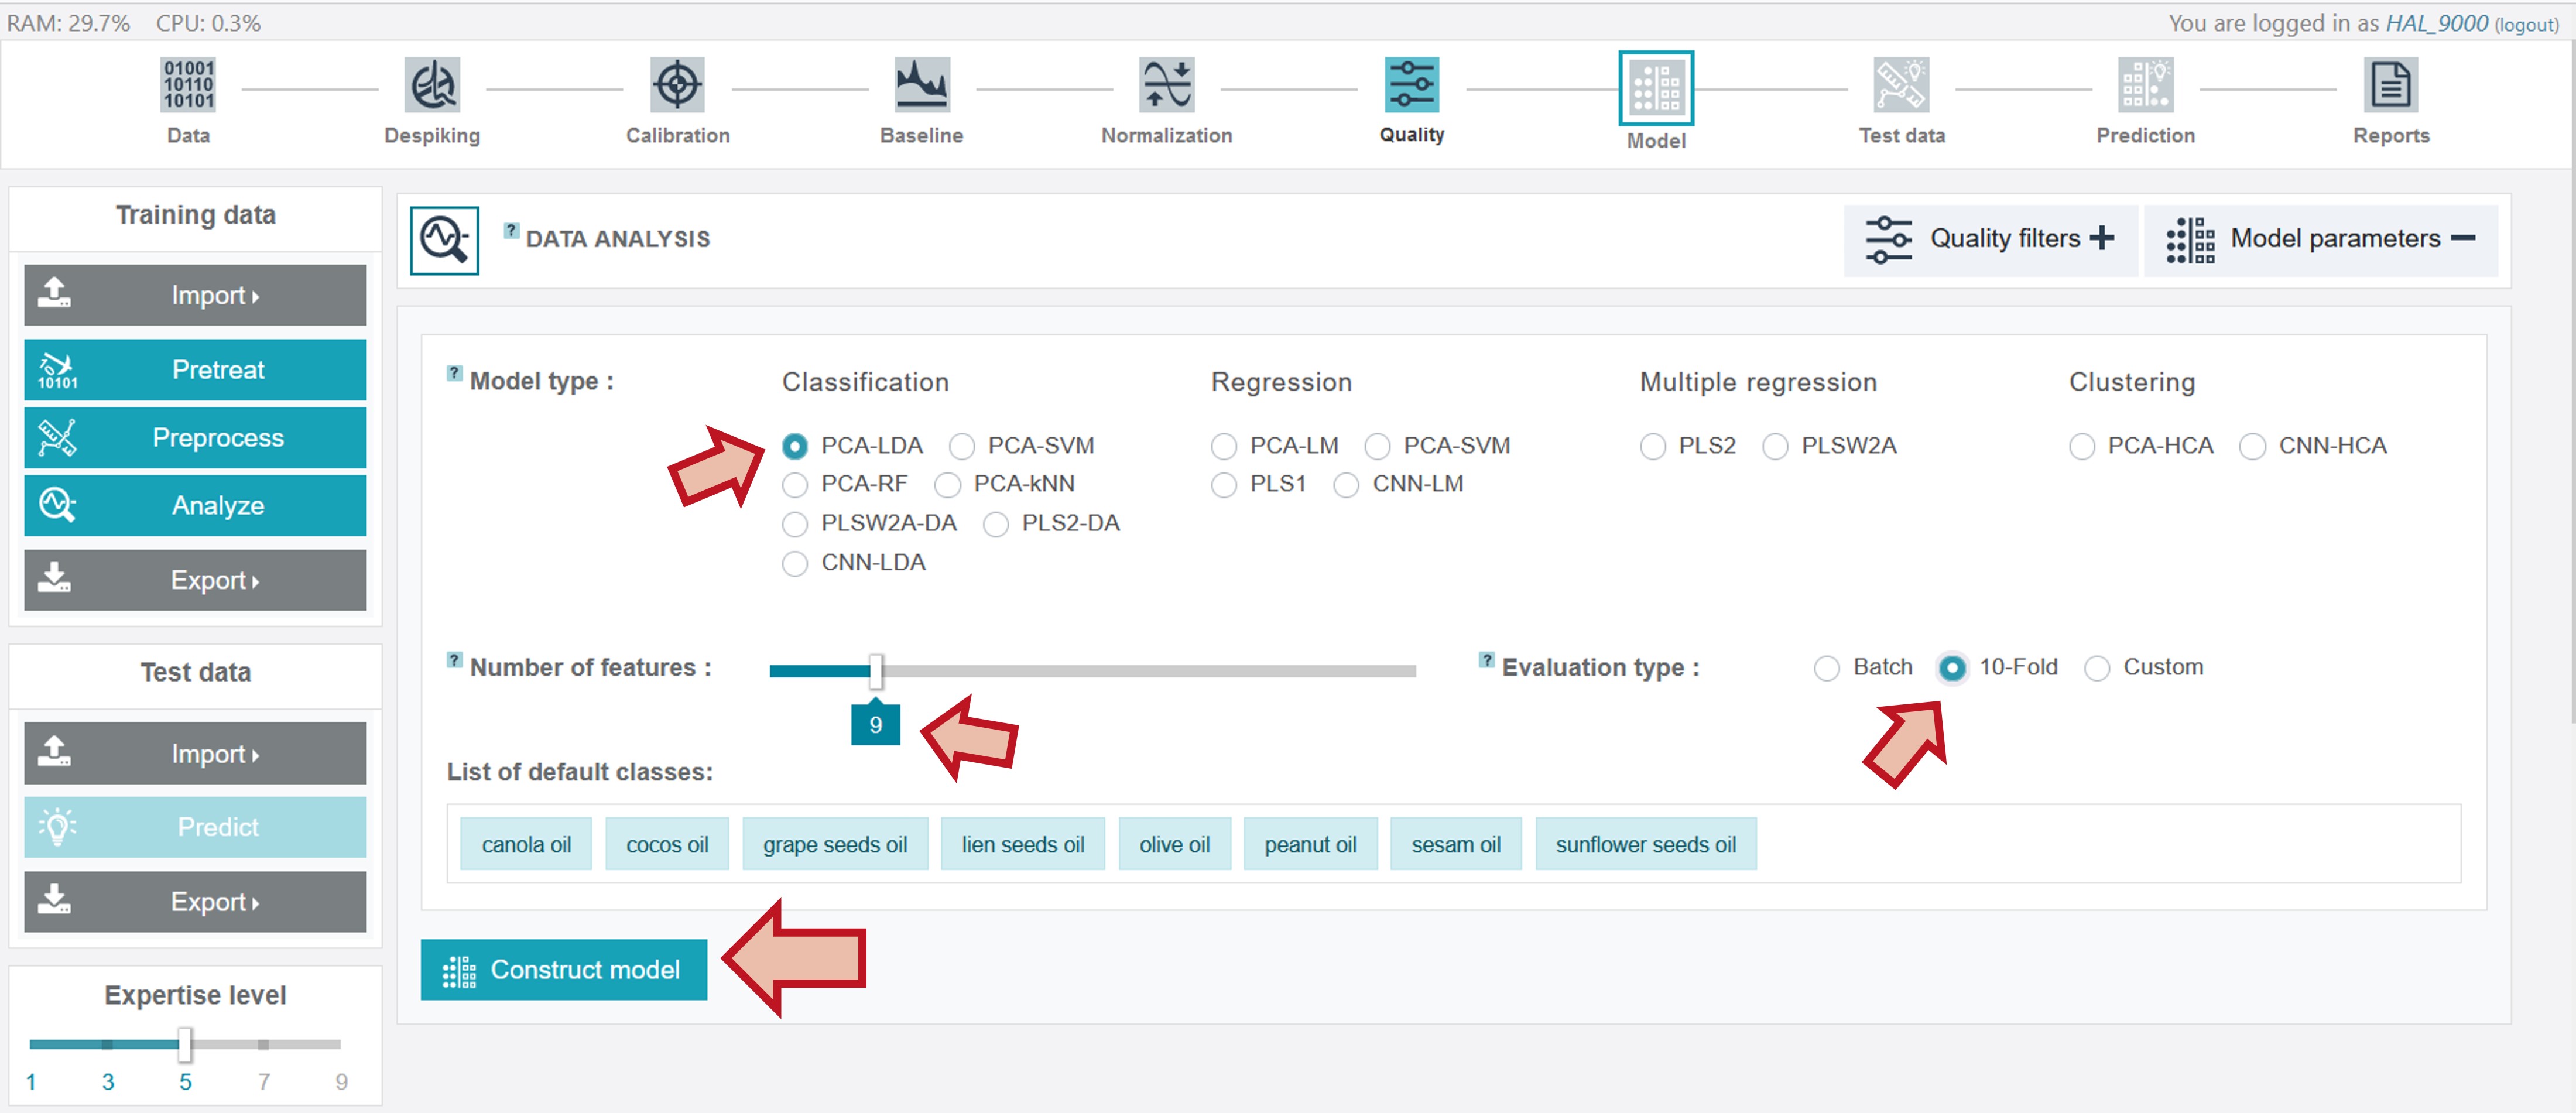 RAM: 29.7% CPU: 0.3%
You are logged in as HAL_9000 (logout)
01001
10110
10101
Data Despiking Calibration Baseline Normalization Quality Model Test data Prediction Reports
Training data
Import
10101
Pretreat
Preprocess
Analyze
Export
Test data
Import
Predict
Export
Expertise level
1 3 5 7 9
? DATA ANALYSIS
Quality filters
Model parameters
? Model type :
Classification
PCA-LDA PCA-SVM
PCA-RF PCA-kNN
PLSW2A-DA PLS2-DA
CNN-LDA
Regression
PCA-LM PCA-SVM
PLS1 CNN-LM
Multiple regression
PLS2 PLSW2A
Clustering
PCA-HCA CNN-HCA
? Number of features :
9
? Evaluation type :
Batch 10-Fold Custom
List of default classes:
canola oil cocos oil grape seeds oil lien seeds oil olive oil peanut oil sesam oil sunflower seeds oil
Construct model